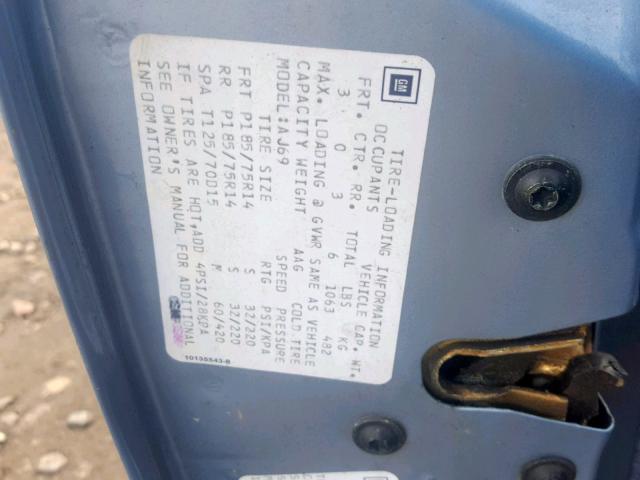 GM
TIRE-LOADING INFORMATION
OCCUPANTS VEHICLE CAP. WT.
FRT. CTR. RR. TOTAL LBS KG
3 0 3 6 1063 482
MAX. LOADING @ GVWR SAME AS VEHICLE
CAPACITY WEIGHT AAG COLD TIRE
MODEL:AJ69 SPEED PRESSURE
TIRE SIZE RTG PSI/KPA
FRT P185/75R14 S 32/220
RR P185/75R14 S 32/220
SPA T125/70D15 M 60/420
IF TIRES ARE HOT,ADD 4PSI/28KPA
SEE OWNER'S MANUAL FOR ADDITIONAL
INFORMATION
10135543-B